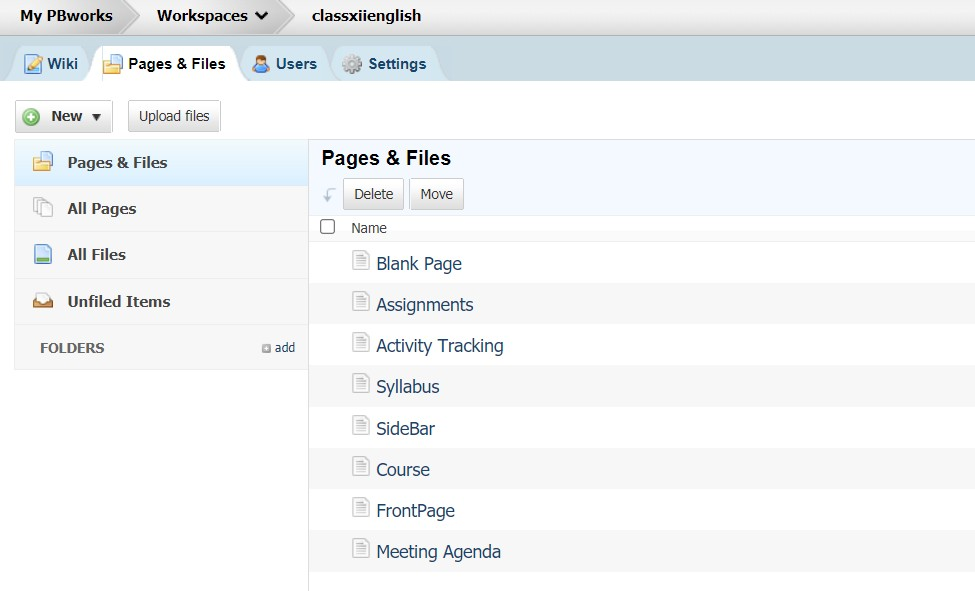 My PBworks Workspaces classxiienglish
Wiki Pages & Files Users Settings
New Upload files
Pages & Files
All Pages
All Files
Unfiled Items
FOLDERS add
Pages & Files
Delete Move
Name
Blank Page
Assignments
Activity Tracking
Syllabus
SideBar
Course
FrontPage
Meeting Agenda